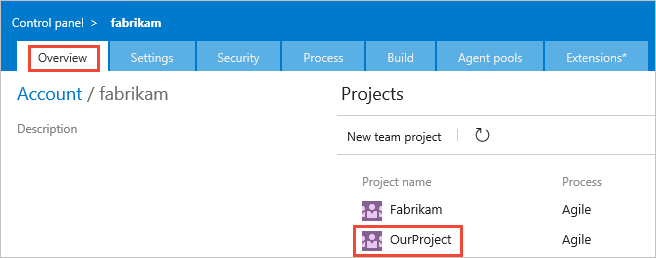 Control panel > fabrikam
Overview Settings Security Process Build Agent pools Extensions*
Account / fabrikam
Projects
Description
New team project
Project name Process
Fabrikam Agile
OurProject Agile